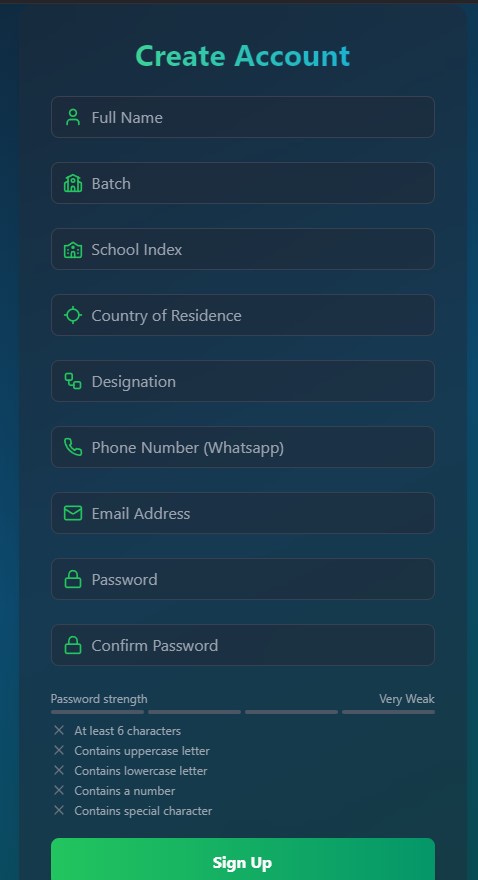 Create Account
Full Name
Batch
School Index
Country of Residence
Designation
Phone Number (Whatsapp)
Email Address
Password
Confirm Password
Password strength Very Weak
At least 6 characters
Contains uppercase letter
Contains lowercase letter
Contains a number
Contains special character
Sign Up